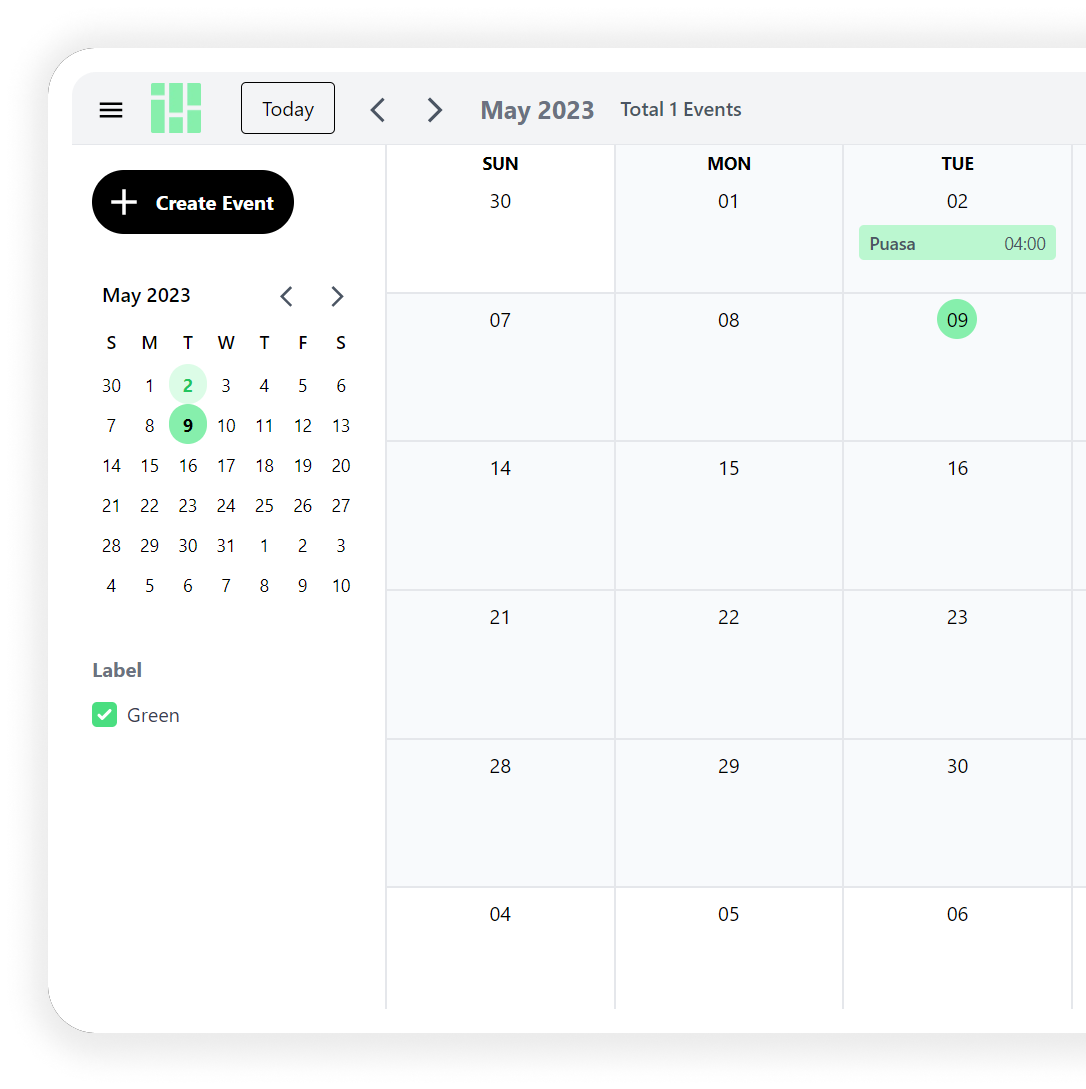 Today May 2023 Total 1 Events
Create Event
May 2023
S M T W T F S
30 1 2 3 4 5 6
7 8 9 10 11 12 13
14 15 16 17 18 19 20
21 22 23 24 25 26 27
28 29 30 31 1 2 3
4 5 6 7 8 9 10
Label
Green
SUN MON TUE
30 01 02
Puasa 04:00
07 08 09
14 15 16
21 22 23
28 29 30
04 05 06